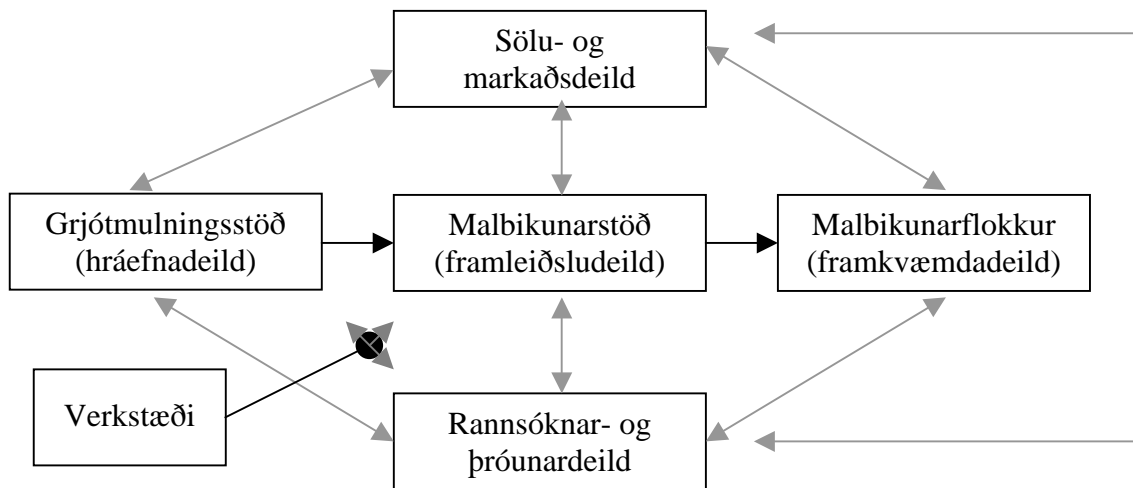 Sölu- og
markaðsdeild
Grjótmulningsstöð
(hráefnadeild)
Malbikunarstöð
(framleiðsludeild)
Malbikunarflokkur
(framkvæmdadeild)
Verkstæði
Rannsóknar- og
þróunardeild